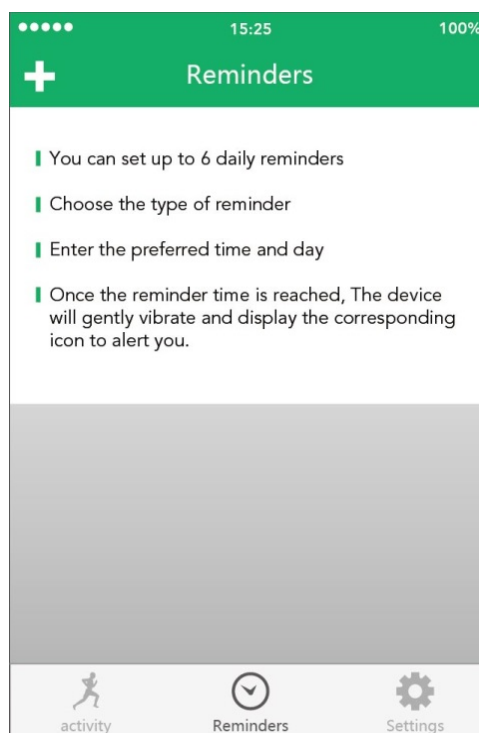 15:25 100%
Reminders
You can set up to 6 daily reminders
Choose the type of reminder
Enter the preferred time and day
Once the reminder time is reached, The device
will gently vibrate and display the corresponding
icon to alert you.
activity Reminders Settings